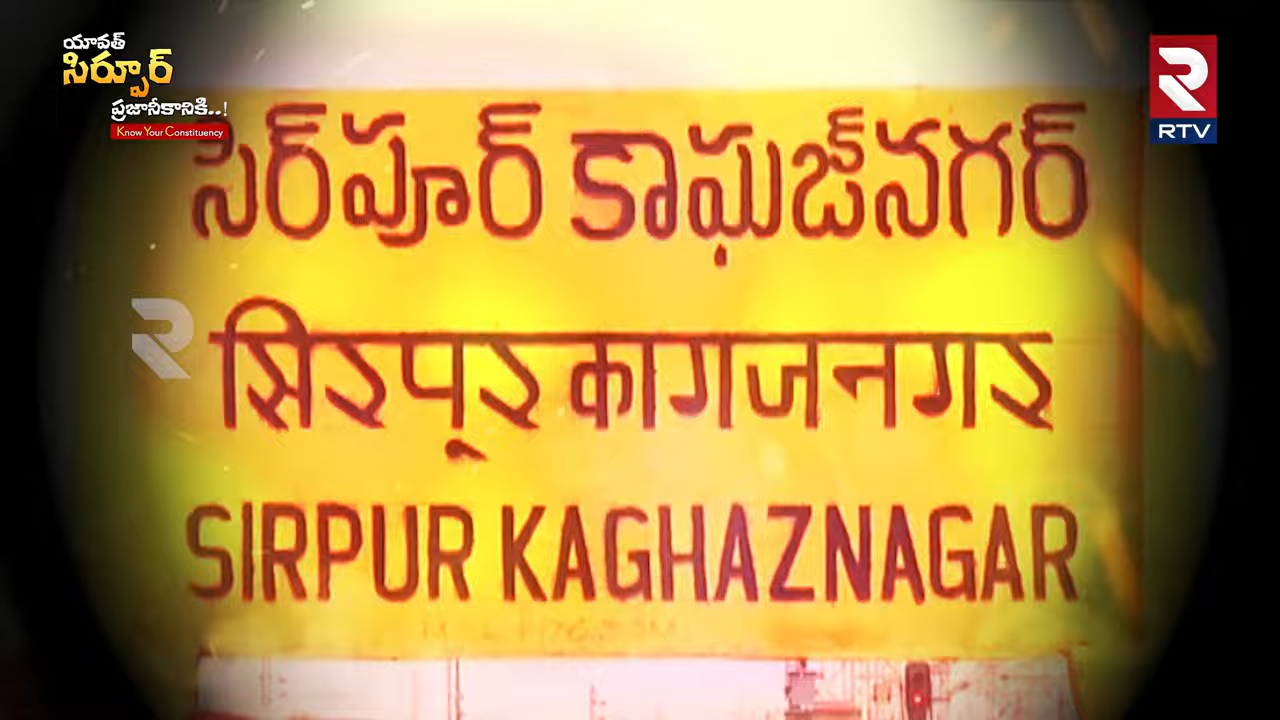 యావత్
సిర్పూర్
ప్రజానీకానికి..!
Know Your Constituency
RTV
సిర్‌పూర్ కాఘజ్‌నగర్
सिरपूर कागजनगर
SIRPUR KAGHAZNAGAR